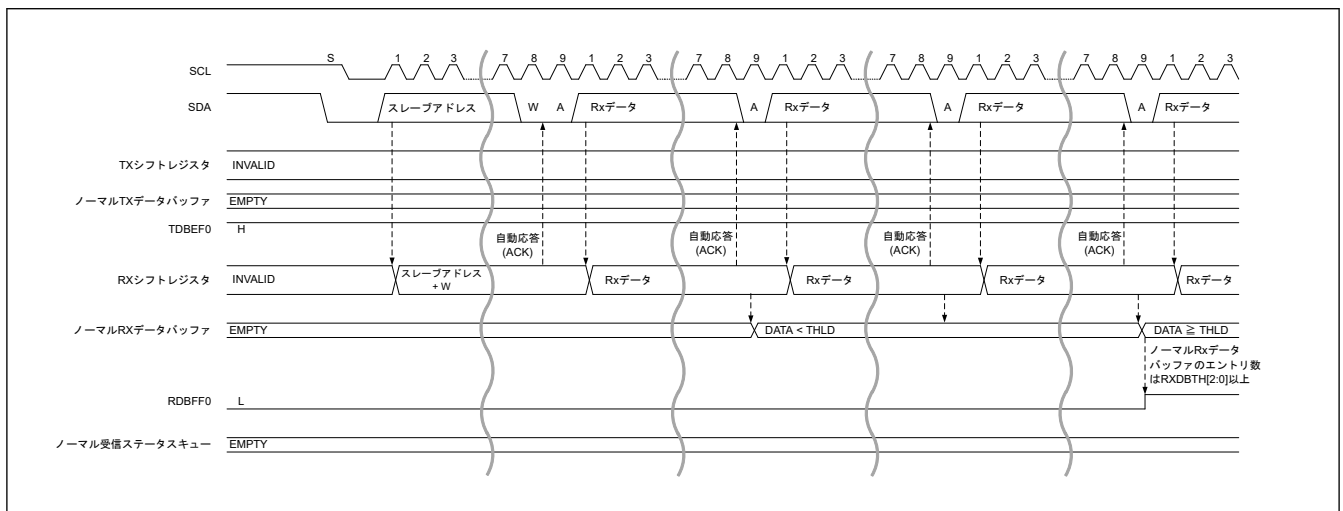 S 1 2 3 7 8 9 1 2 3 7 8 9 1 2 3 7 8 9 1 2 3 7 8 9 1 2 3
SCL
SDA スレーブアドレス W A Rxデータ A Rxデータ A Rxデータ A Rxデータ
TXシフトレジスタ INVALID
ノーマルTXデータバッファ EMPTY
TDBEF0 H
自動応答 自動応答 自動応答 自動応答
(ACK) (ACK) (ACK) (ACK)
RXシフトレジスタ INVALID スレーブアドレス Rxデータ Rxデータ Rxデータ Rxデータ
+ W
ノーマルRXデータバッファ EMPTY DATA < THLD DATA ≧ THLD
ノーマルRxデータ
バッファのエントリ数
はRXDBTH[2:0]以上
RDBFF0 L
ノーマル受信ステータスキュー EMPTY